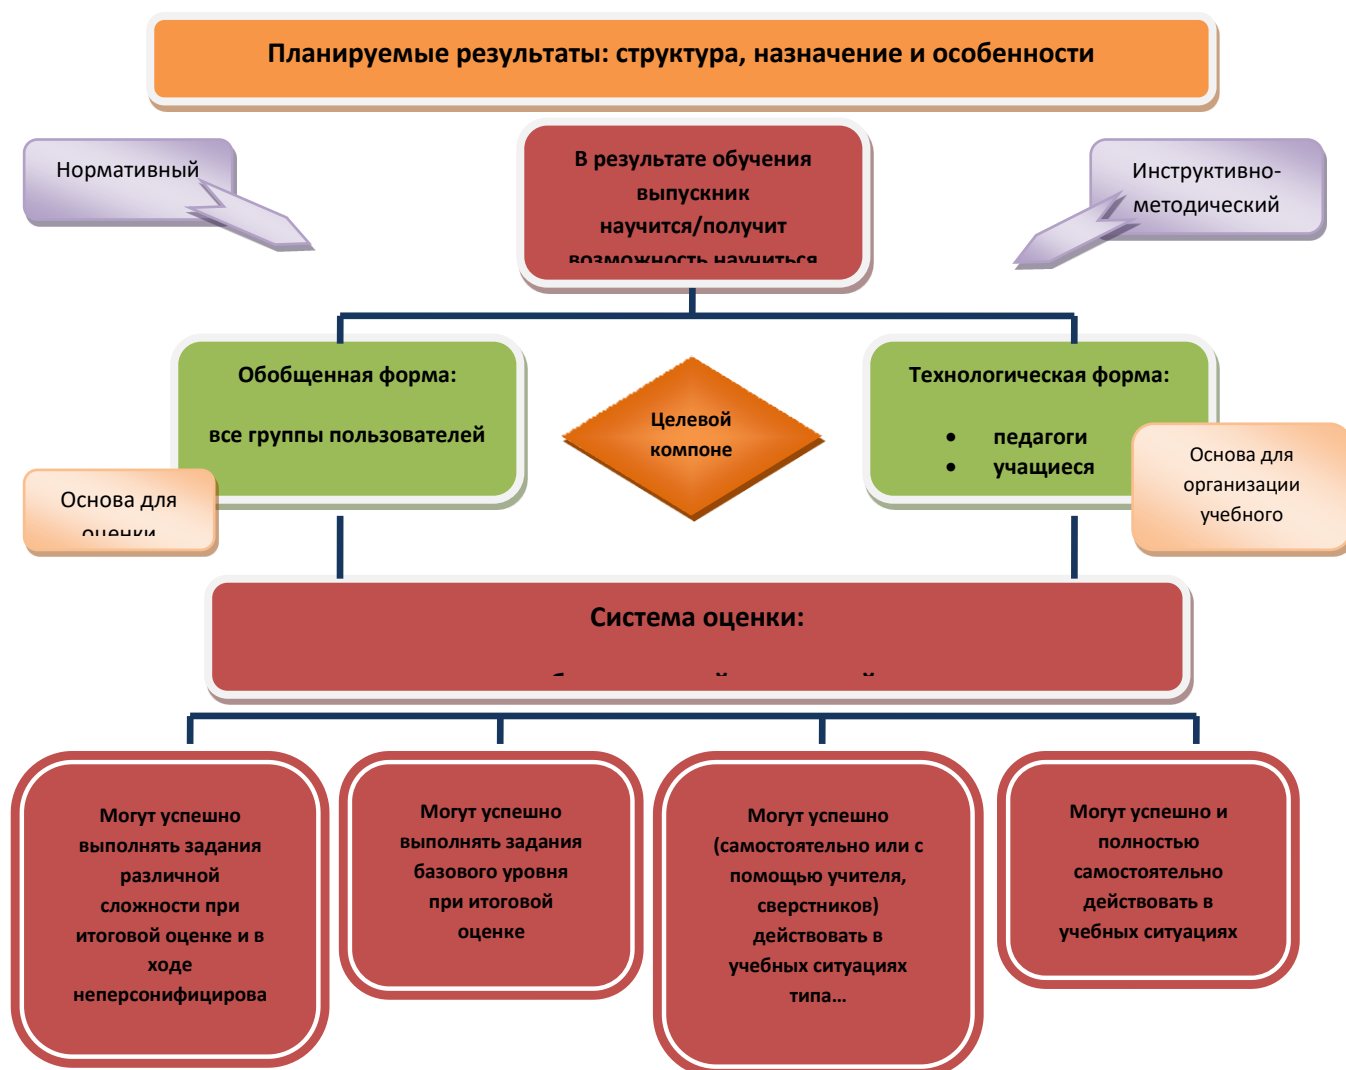 Планируемые результаты: структура, назначение и особенности
Нормативный
В результате обучения
выпускник
научится/получит
возможность научиться
Инструктивно-
методический
Обобщенная форма:
все группы пользователей
Целевой
компоне
Технологическая форма:
• педагоги
• учащиеся
Основа для
оценки
Основа для
организации
учебного
Система оценки:
Могут успешно
выполнять задания
различной
сложности при
итоговой оценке и в
ходе
неперсонифицирова
Могут успешно
выполнять задания
базового уровня
при итоговой
оценке
Могут успешно
(самостоятельно или с
помощью учителя,
сверстников)
действовать в
учебных ситуациях
типа…
Могут успешно и
полностью
самостоятельно
действовать в
учебных ситуациях